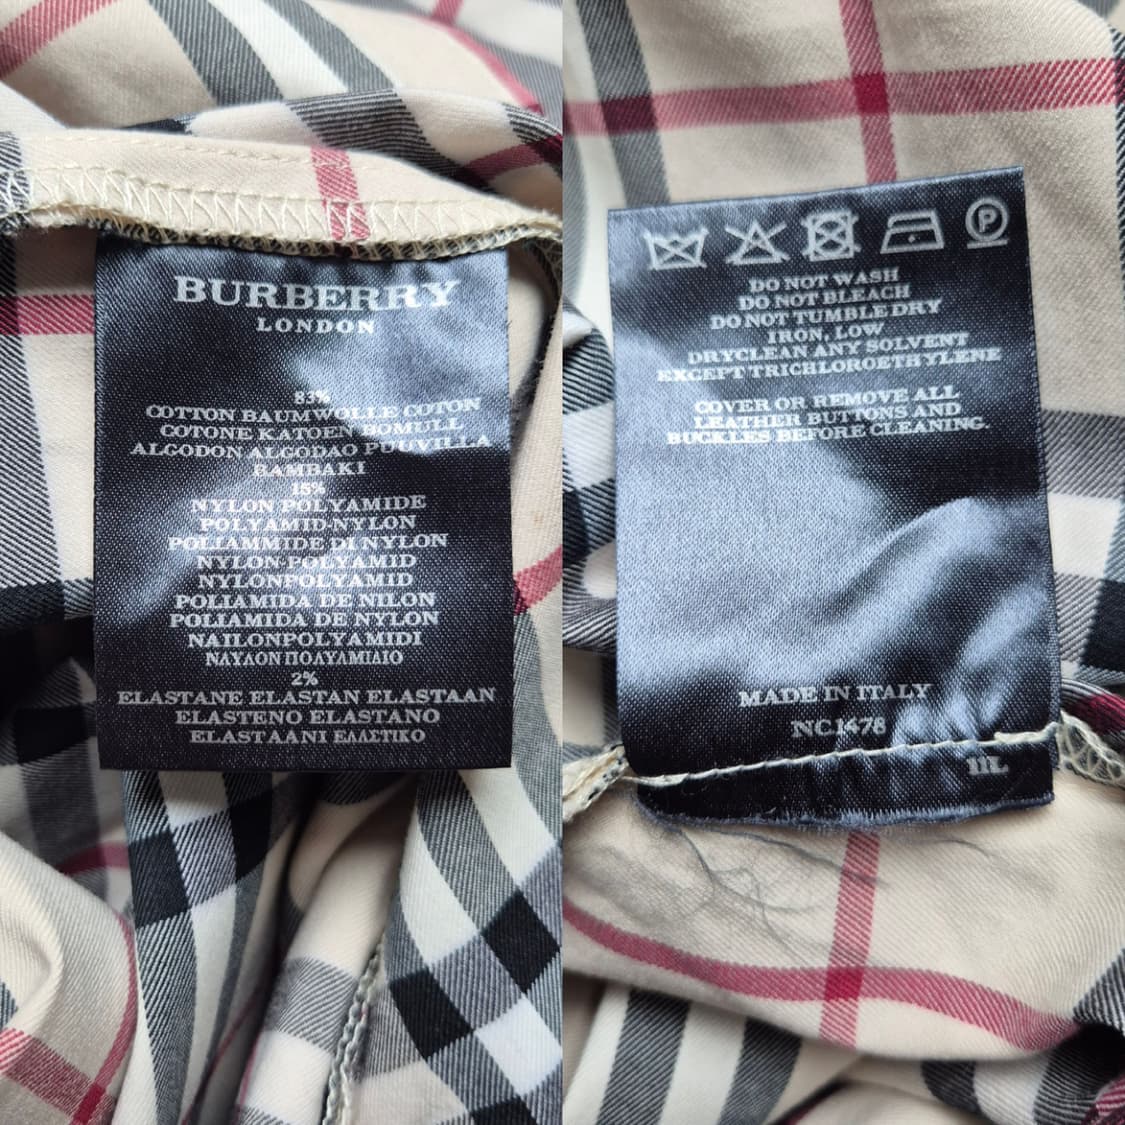 BURBERRY
LONDON
83%
COTTON BAUMWOLLE COTON
COTONE KATOEN BOMULL
ALGODON ALGODAO PUUVILLA
BAMBAKI
15%
NYLON POLYAMIDE
POLYAMID-NYLON
POLIAMMIDE DI NYLON
NYLON-POLYAMID
NYLONPOLYAMID
POLIAMIDA DE NILON
POLIAMIDA DE NYLON
NAILONPOLYAMIDI
ΝΑΥΛΟΝ ΠΟΛΥΑΜΙΔΙΟ
2%
ELASTANE ELASTAN ELASTAAN
ELASTENO ELASTANO
ELASTAANI ΕΛΑΣΤΙΚΟ
P
DO NOT WASH
DO NOT BLEACH
DO NOT TUMBLE DRY
IRON, LOW
DRYCLEAN ANY SOLVENT
EXCEPT TRICHLOROETHYLENE
COVER OR REMOVE ALL
LEATHER BUTTONS AND
BUCKLES BEFORE CLEANING.
MADE IN ITALY
NC.1478